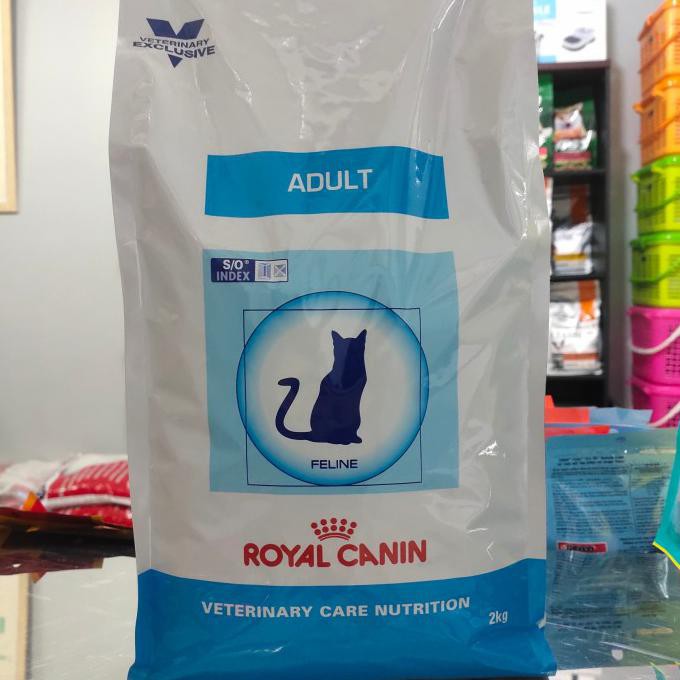 VETERINARY
EXCLUSIVE
ADULT
S/O®
INDEX
FELINE
ROYAL CANIN
VETERINARY CARE NUTRITION
2kg